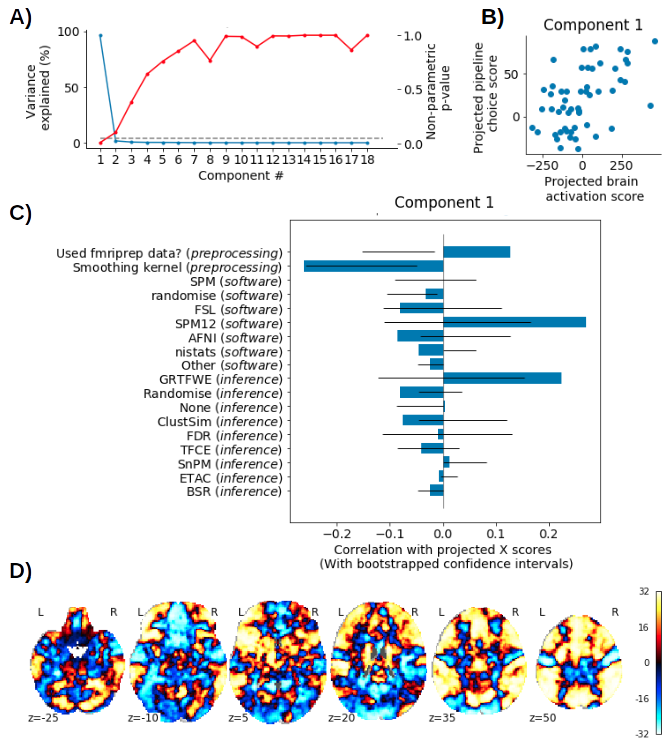 A)
100
50
0
Variance
explained (%)
1.0
0.5
0.0
Non-parametric
p-value
1 2 3 4 5 6 7 8 9 10 11 12 13 14 15 16 17 18
Component #
B)
Component 1
50
0
Projected pipeline
choice score
−250 0 250
Projected brain
activation score
C)
Component 1
Used fmriprep data? (preprocessing)
Smoothing kernel (preprocessing)
SPM (software)
randomise (software)
FSL (software)
SPM12 (software)
AFNI (software)
nistats (software)
Other (software)
GRTFWE (inference)
Randomise (inference)
None (inference)
ClustSim (inference)
FDR (inference)
TFCE (inference)
SnPM (inference)
ETAC (inference)
BSR (inference)
−0.2 −0.1 0.0 0.1 0.2
Correlation with projected X scores
(With bootstrapped confidence intervals)
D)
L R L R L R L R L R L R
z=-25 z=-10 z=5 z=20 z=35 z=50
32
16
0
-16
-32